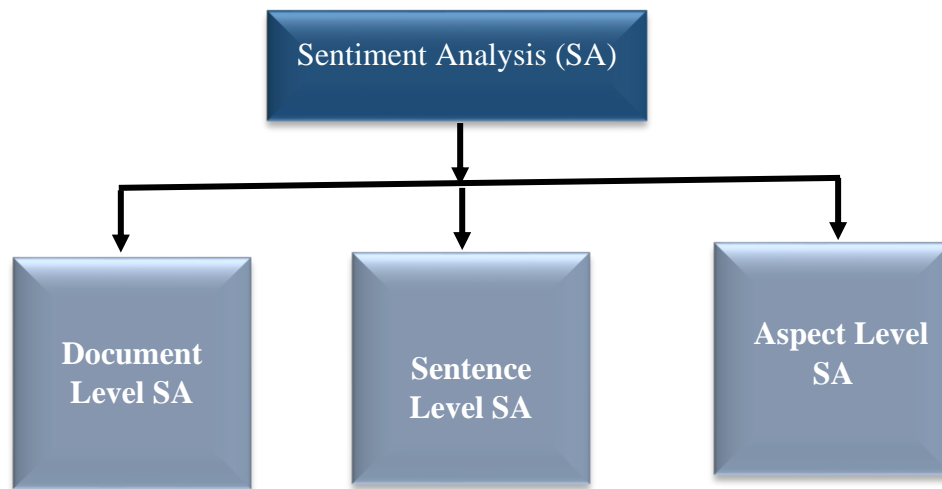 Sentiment Analysis (SA)
Document
Level SA
Sentence
Level SA
Aspect Level
SA